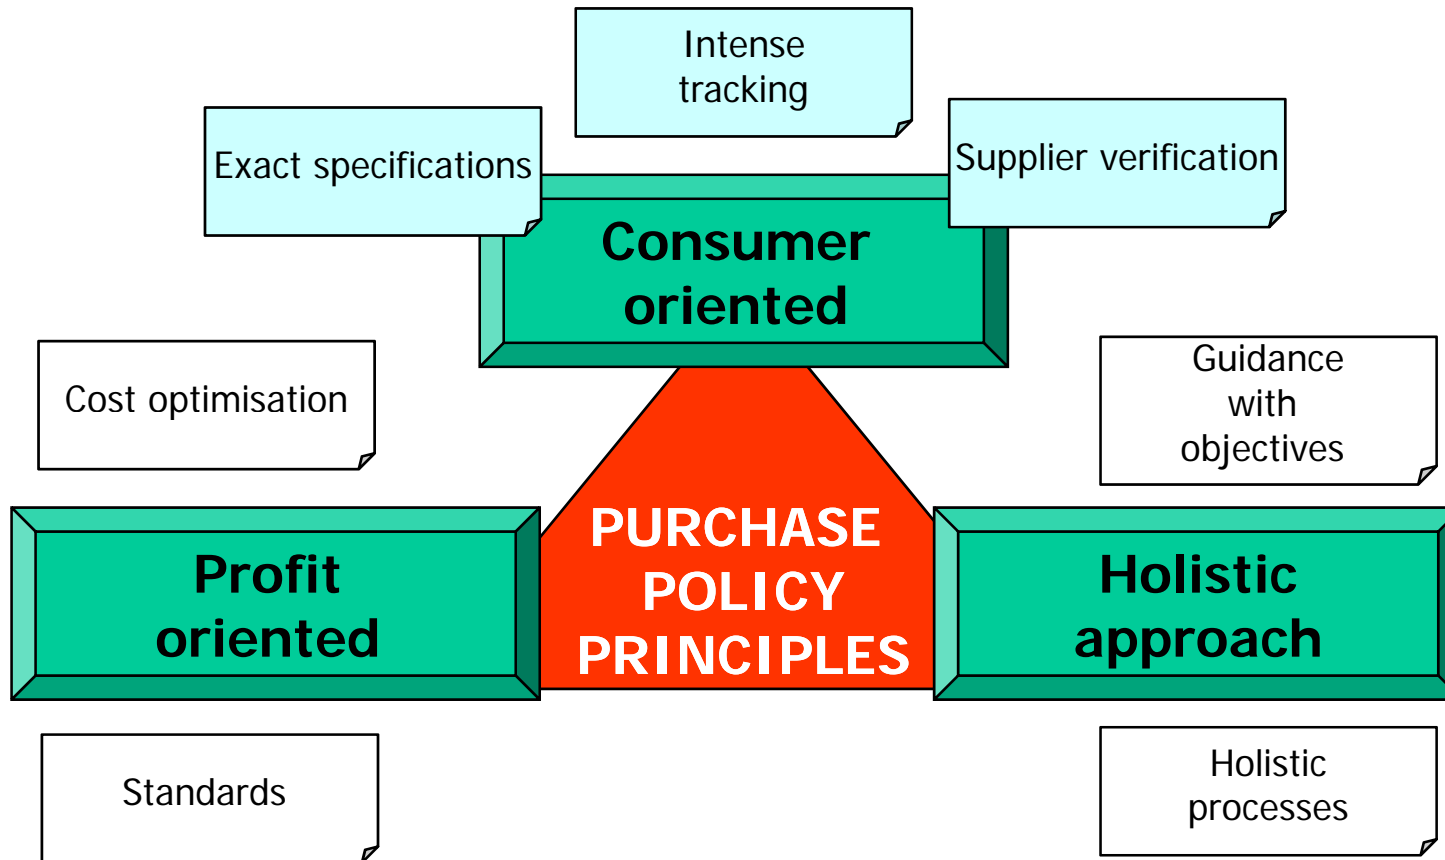 Intense
tracking
Exact specifications
Supplier verification
Consumer
oriented
Cost optimisation
Guidance
with
objectives
PURCHASE
POLICY
PRINCIPLES
Profit
oriented
Holistic
approach
Standards
Holistic
processes